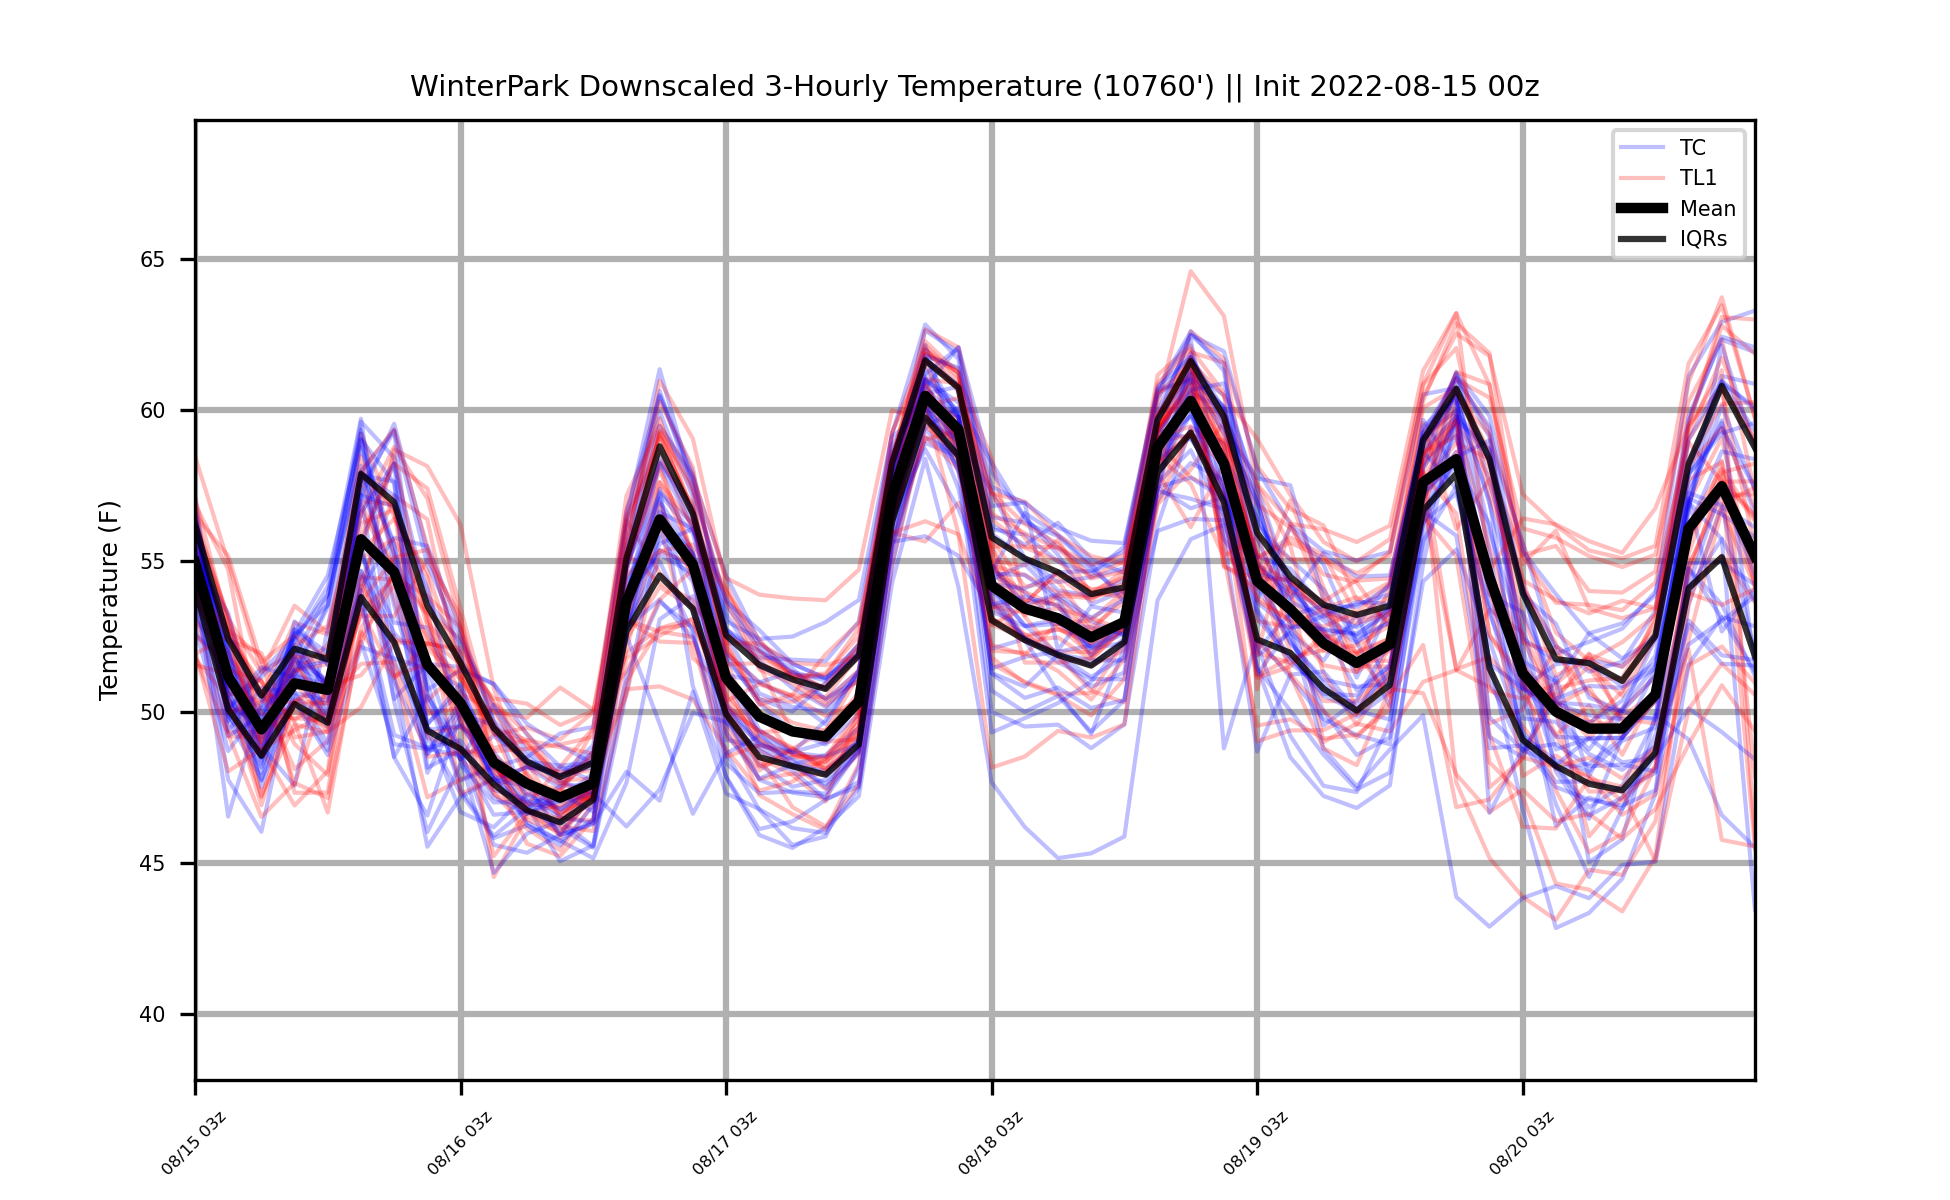 WinterPark Downscaled 3-Hourly Temperature (10760') || Init 2022-08-15 00z
TC
TL1
Mean
IQRs
Temperature (F)
65
60
55
50
45
40
08/15 03z
08/16 03z
08/17 03z
08/18 03z
08/19 03z
08/20 03z